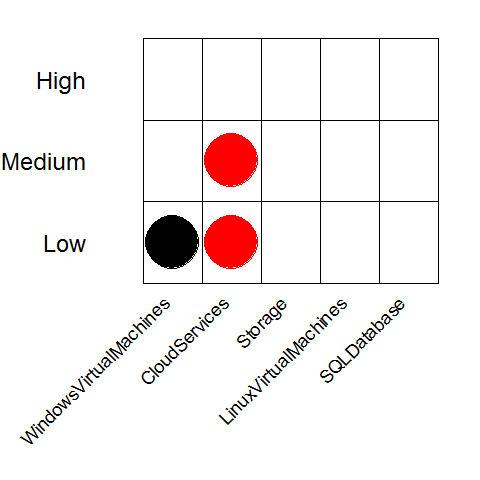 High
Medium
Low
WindowsVirtualMachines
CloudServices
Storage
LinuxVirtualMachines
SQLDatabase